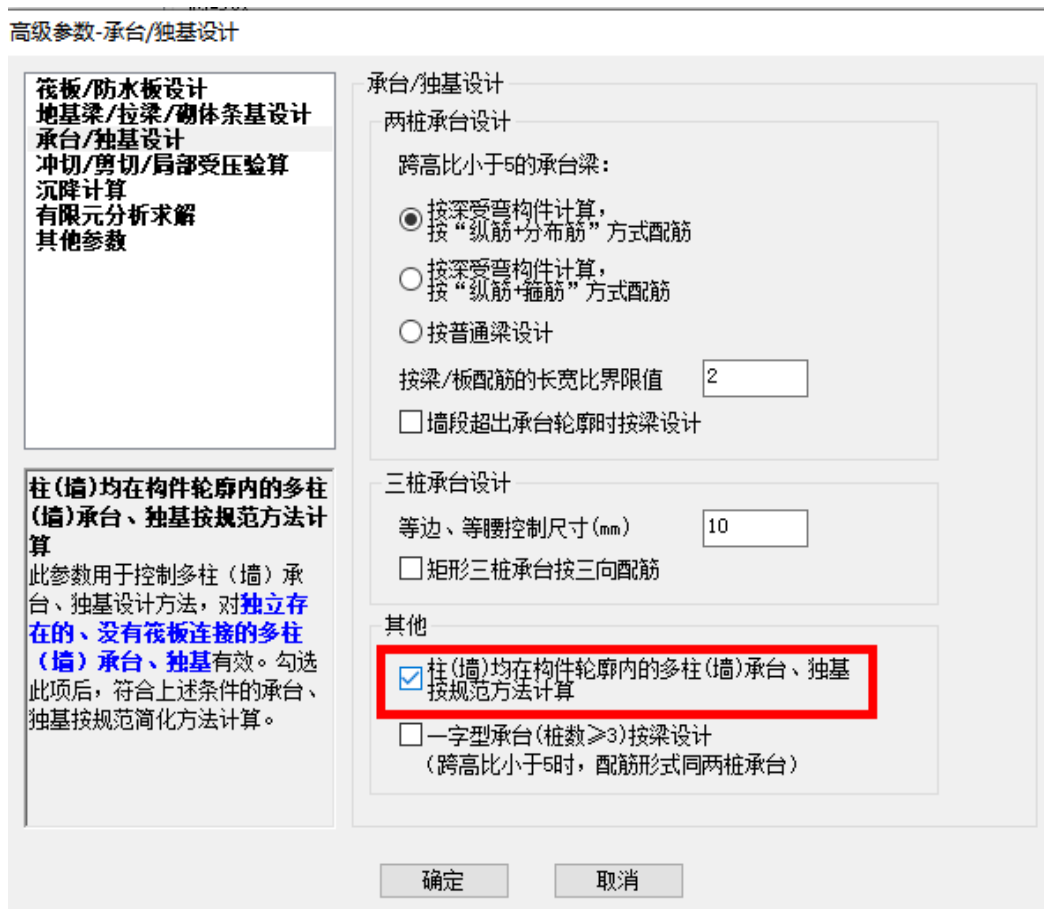 高级参数-承台/独基设计
筏板/防水板设计
地基梁/拉梁/砌体条基设计
承台/独基设计
冲切/剪切/局部受压验算
沉降计算
有限元分析求解
其他参数
柱(墙)均在构件轮廓内的多柱
(墙)承台、独基按规范方法计
算
此参数用于控制多柱（墙）承
台、独基设计方法，对独立存
在的、没有筏板连接的多柱
（墙）承台、独基有效。勾选
此项后，符合上述条件的承台、
独基按规范简化方法计算。
承台/独基设计
两桩承台设计
跨高比小于5的承台梁：
按深受弯构件计算，
按“纵筋+分布筋”方式配筋
按深受弯构件计算，
按“纵筋+箍筋”方式配筋
按普通梁设计
按梁/板配筋的长宽比界限值 2
墙段超出承台轮廓时按梁设计
三桩承台设计
等边、等腰控制尺寸(mm) 10
矩形三桩承台按三向配筋
其他
柱(墙)均在构件轮廓内的多柱(墙)承台、独基
按规范方法计算
一字型承台(桩数≥3)按梁设计
（跨高比小于5时，配筋形式同两桩承台）
确定 取消